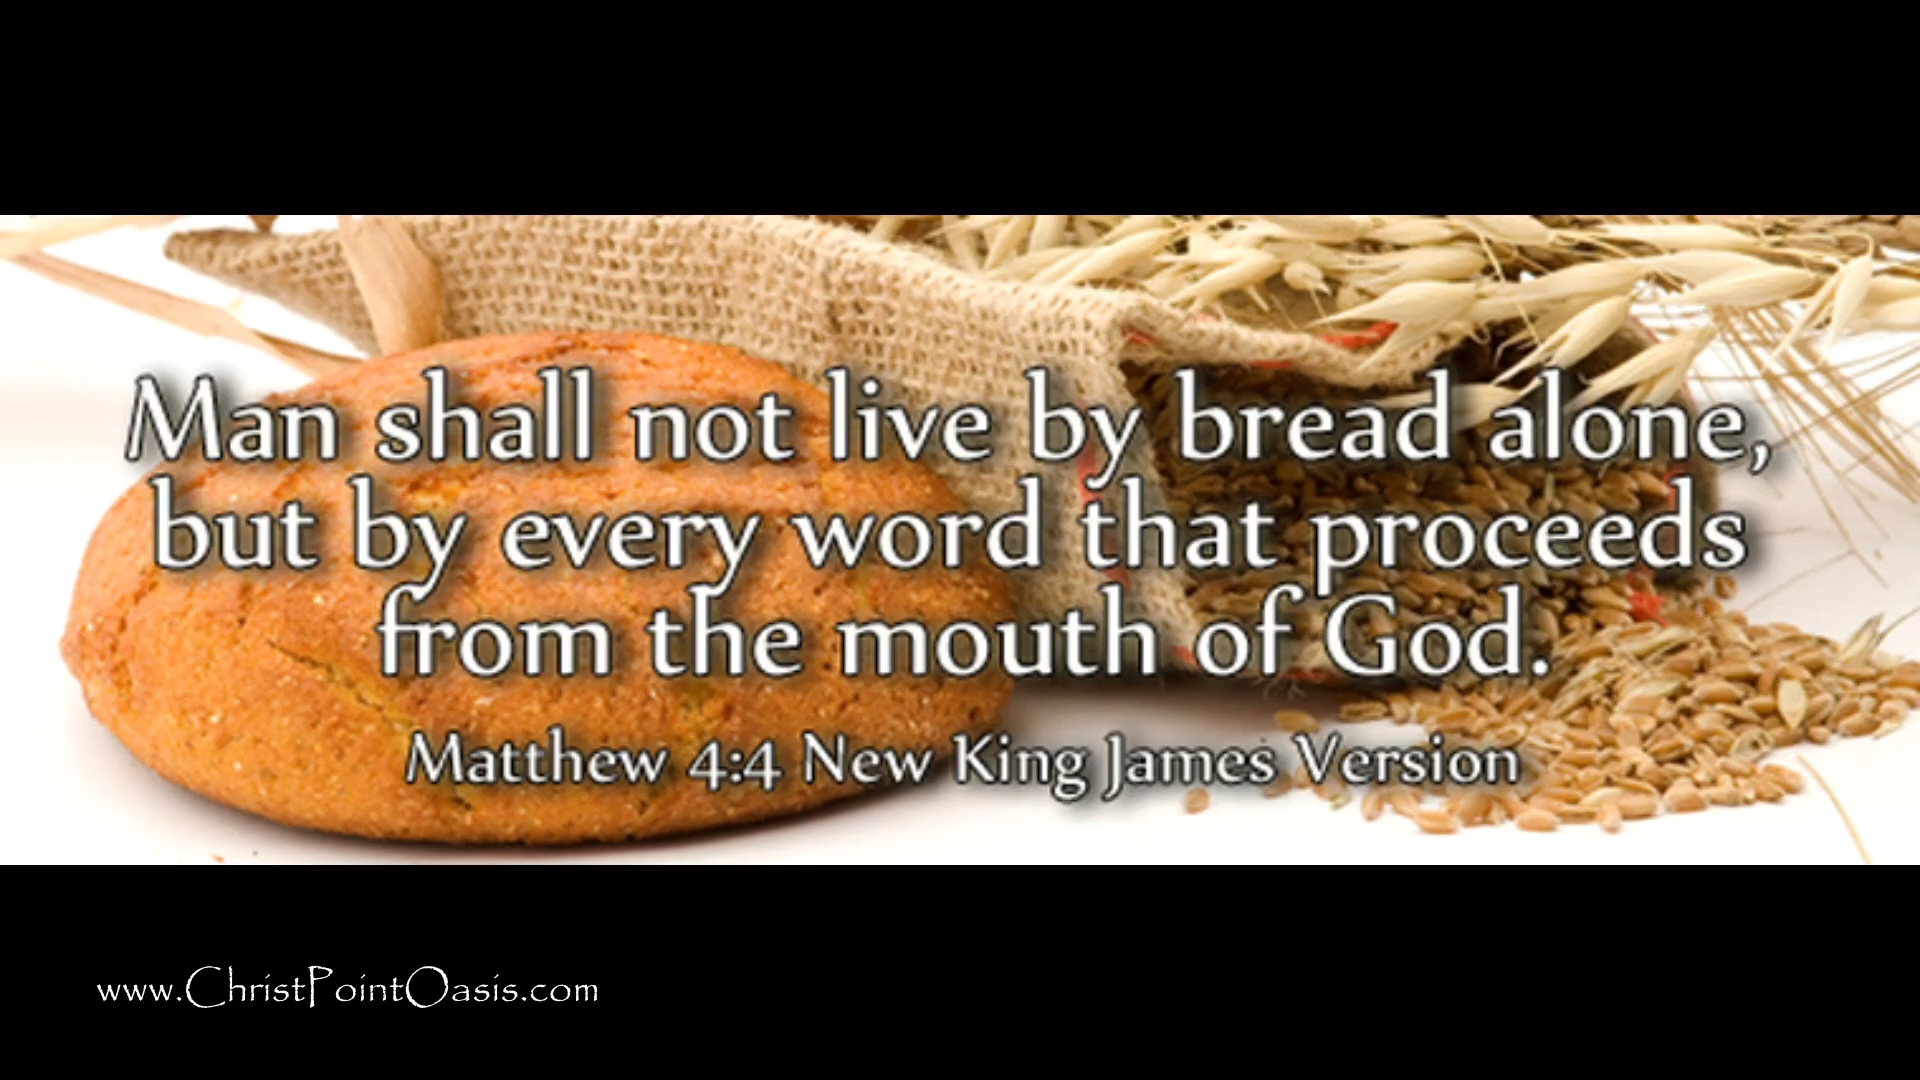 Man shall not live by bread alone,
but by every word that proceeds
from the mouth of God.
Matthew 4:4 New King James Version
www.ChristPointOasis.com